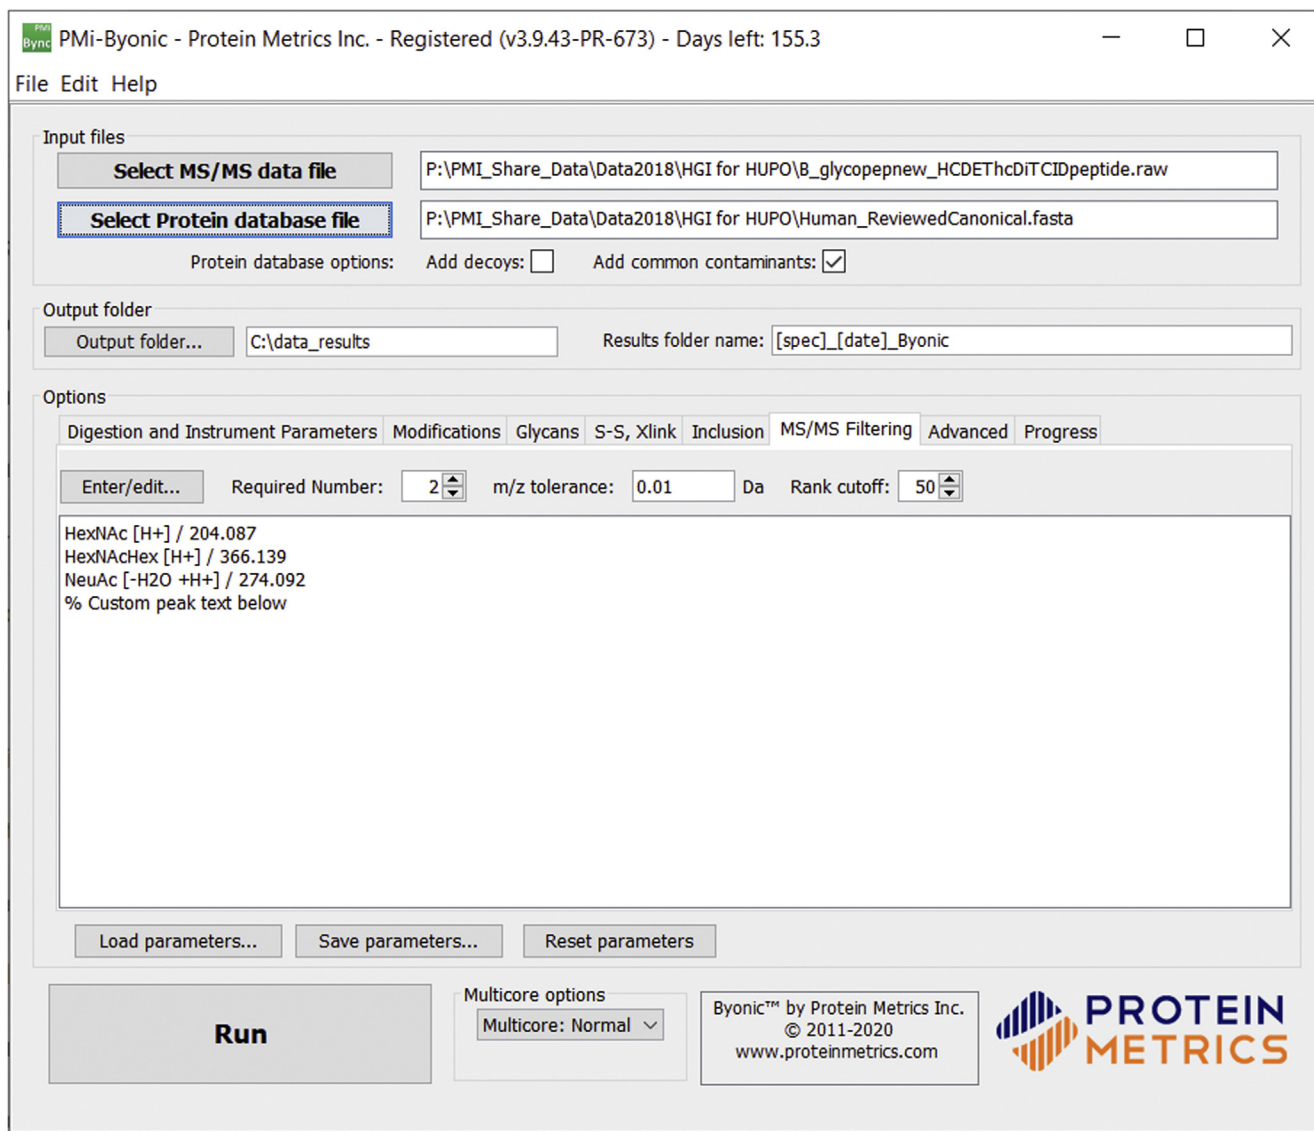 PMi
Bync
PMi-Byonic - Protein Metrics Inc. - Registered (v3.9.43-PR-673) - Days left: 155.3
File Edit Help
Input files
Select MS/MS data file
P:\PMI_Share_Data\Data2018\HGI for HUPO\B_glycopepnew_HCDEThcDiTCIDpeptide.raw
Select Protein database file
P:\PMI_Share_Data\Data2018\HGI for HUPO\Human_ReviewedCanonical.fasta
Protein database options: Add decoys: Add common contaminants:
Output folder
Output folder... C:\data_results Results folder name: [spec]_[date]_Byonic
Options
Digestion and Instrument Parameters Modifications Glycans S-S, Xlink Inclusion MS/MS Filtering Advanced Progress
Enter/edit... Required Number: 2 m/z tolerance: 0.01 Da Rank cutoff: 50
HexNAc [H+] / 204.087
HexNAcHex [H+] / 366.139
NeuAc [-H2O +H+] / 274.092
% Custom peak text below
Load parameters... Save parameters... Reset parameters
Run
Multicore options
Multicore: Normal
Byonic™ by Protein Metrics Inc.
© 2011-2020
www.proteinmetrics.com
PROTEIN
METRICS